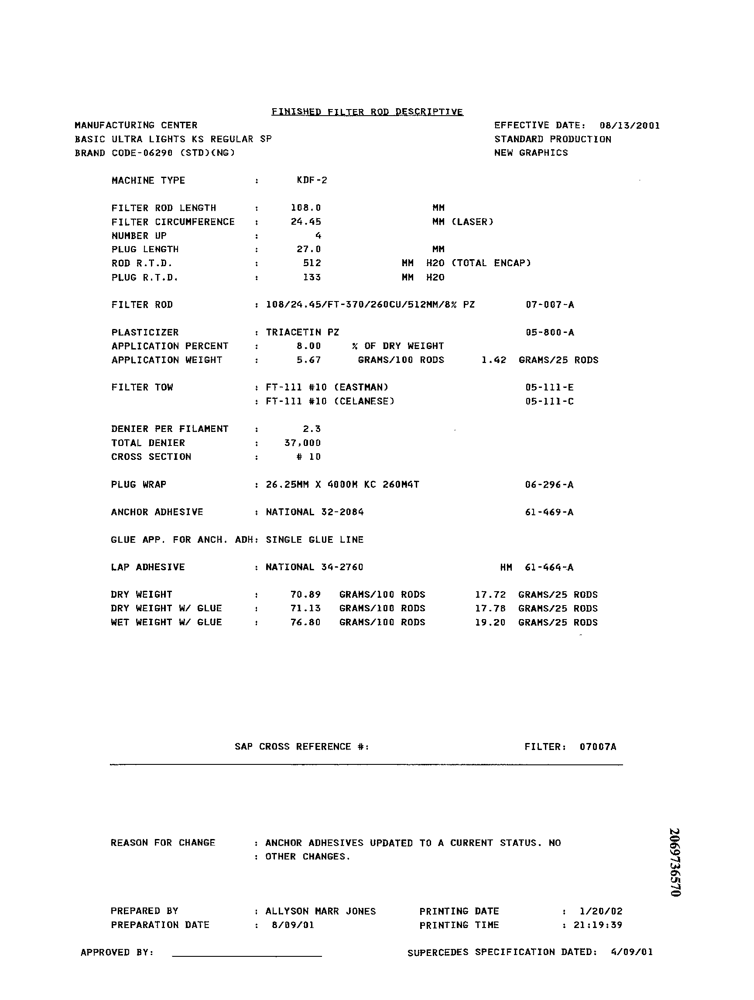 FINISHED FILTER ROD DESCRIPTIVE
MANUFACTURING CENTER EFFECTIVE DATE: 08/13/2001
BASIC ULTRA LIGHTS KS REGULAR SP STANDARD PRODUCTION
BRAND CODE-06290 (STD)(NG) NEW GRAPHICS
MACHINE TYPE : KDF-2
FILTER ROD LENGTH : 108.0 MM
FILTER CIRCUMFERENCE : 24.45 MM (LASER)
NUMBER UP : 4
PLUG LENGTH : 27.0 MM
ROD R.T.D. : 512 MM H2O (TOTAL ENCAP)
PLUG R.T.D. : 133 MM H2O
FILTER ROD : 108/24.45/FT-370/260CU/512MM/8% PZ 07-007-A
PLASTICIZER : TRIACETIN PZ 05-800-A
APPLICATION PERCENT : 8.00 % OF DRY WEIGHT
APPLICATION WEIGHT : 5.67 GRAMS/100 RODS 1.42 GRAMS/25 RODS
FILTER TOW : FT-111 #10 (EASTMAN) 05-111-E
: FT-111 #10 (CELANESE) 05-111-C
DENIER PER FILAMENT : 2.3
TOTAL DENIER : 37,000
CROSS SECTION : # 10
PLUG WRAP : 26.25MM X 4000M KC 260M4T 06-296-A
ANCHOR ADHESIVE : NATIONAL 32-2084 61-469-A
GLUE APP. FOR ANCH. ADH: SINGLE GLUE LINE
LAP ADHESIVE : NATIONAL 34-2760 HM 61-464-A
DRY WEIGHT : 70.89 GRAMS/100 RODS 17.72 GRAMS/25 RODS
DRY WEIGHT W/ GLUE : 71.13 GRAMS/100 RODS 17.78 GRAMS/25 RODS
WET WEIGHT W/ GLUE : 76.80 GRAMS/100 RODS 19.20 GRAMS/25 RODS
SAP CROSS REFERENCE #: FILTER: 07007A
REASON FOR CHANGE : ANCHOR ADHESIVES UPDATED TO A CURRENT STATUS. NO
: OTHER CHANGES.
2069736570
PREPARED BY : ALLYSON MARR JONES PRINTING DATE : 1/20/02
PREPARATION DATE : 8/09/01 PRINTING TIME : 21:19:39
APPROVED BY: SUPERCEDES SPECIFICATION DATED: 4/09/01